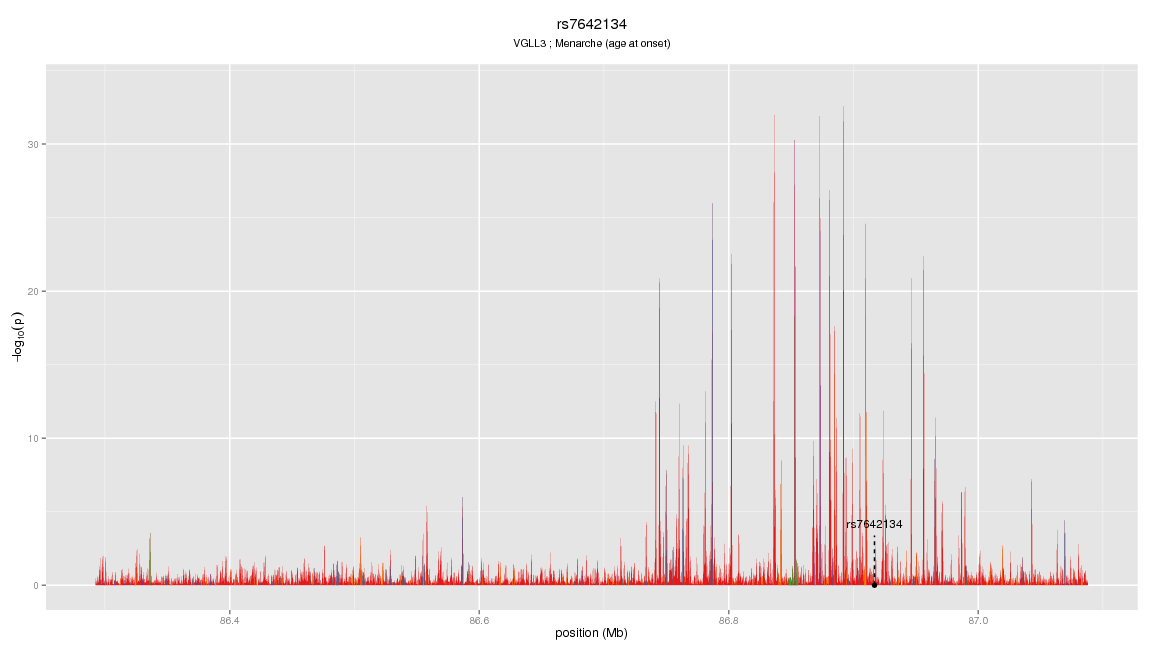 rs7642134
VGLL3 ; Menarche (age at onset)
30
20
10
0
−log₁₀(p)
rs7642134
86.4 86.6 86.8 87.0
position (Mb)